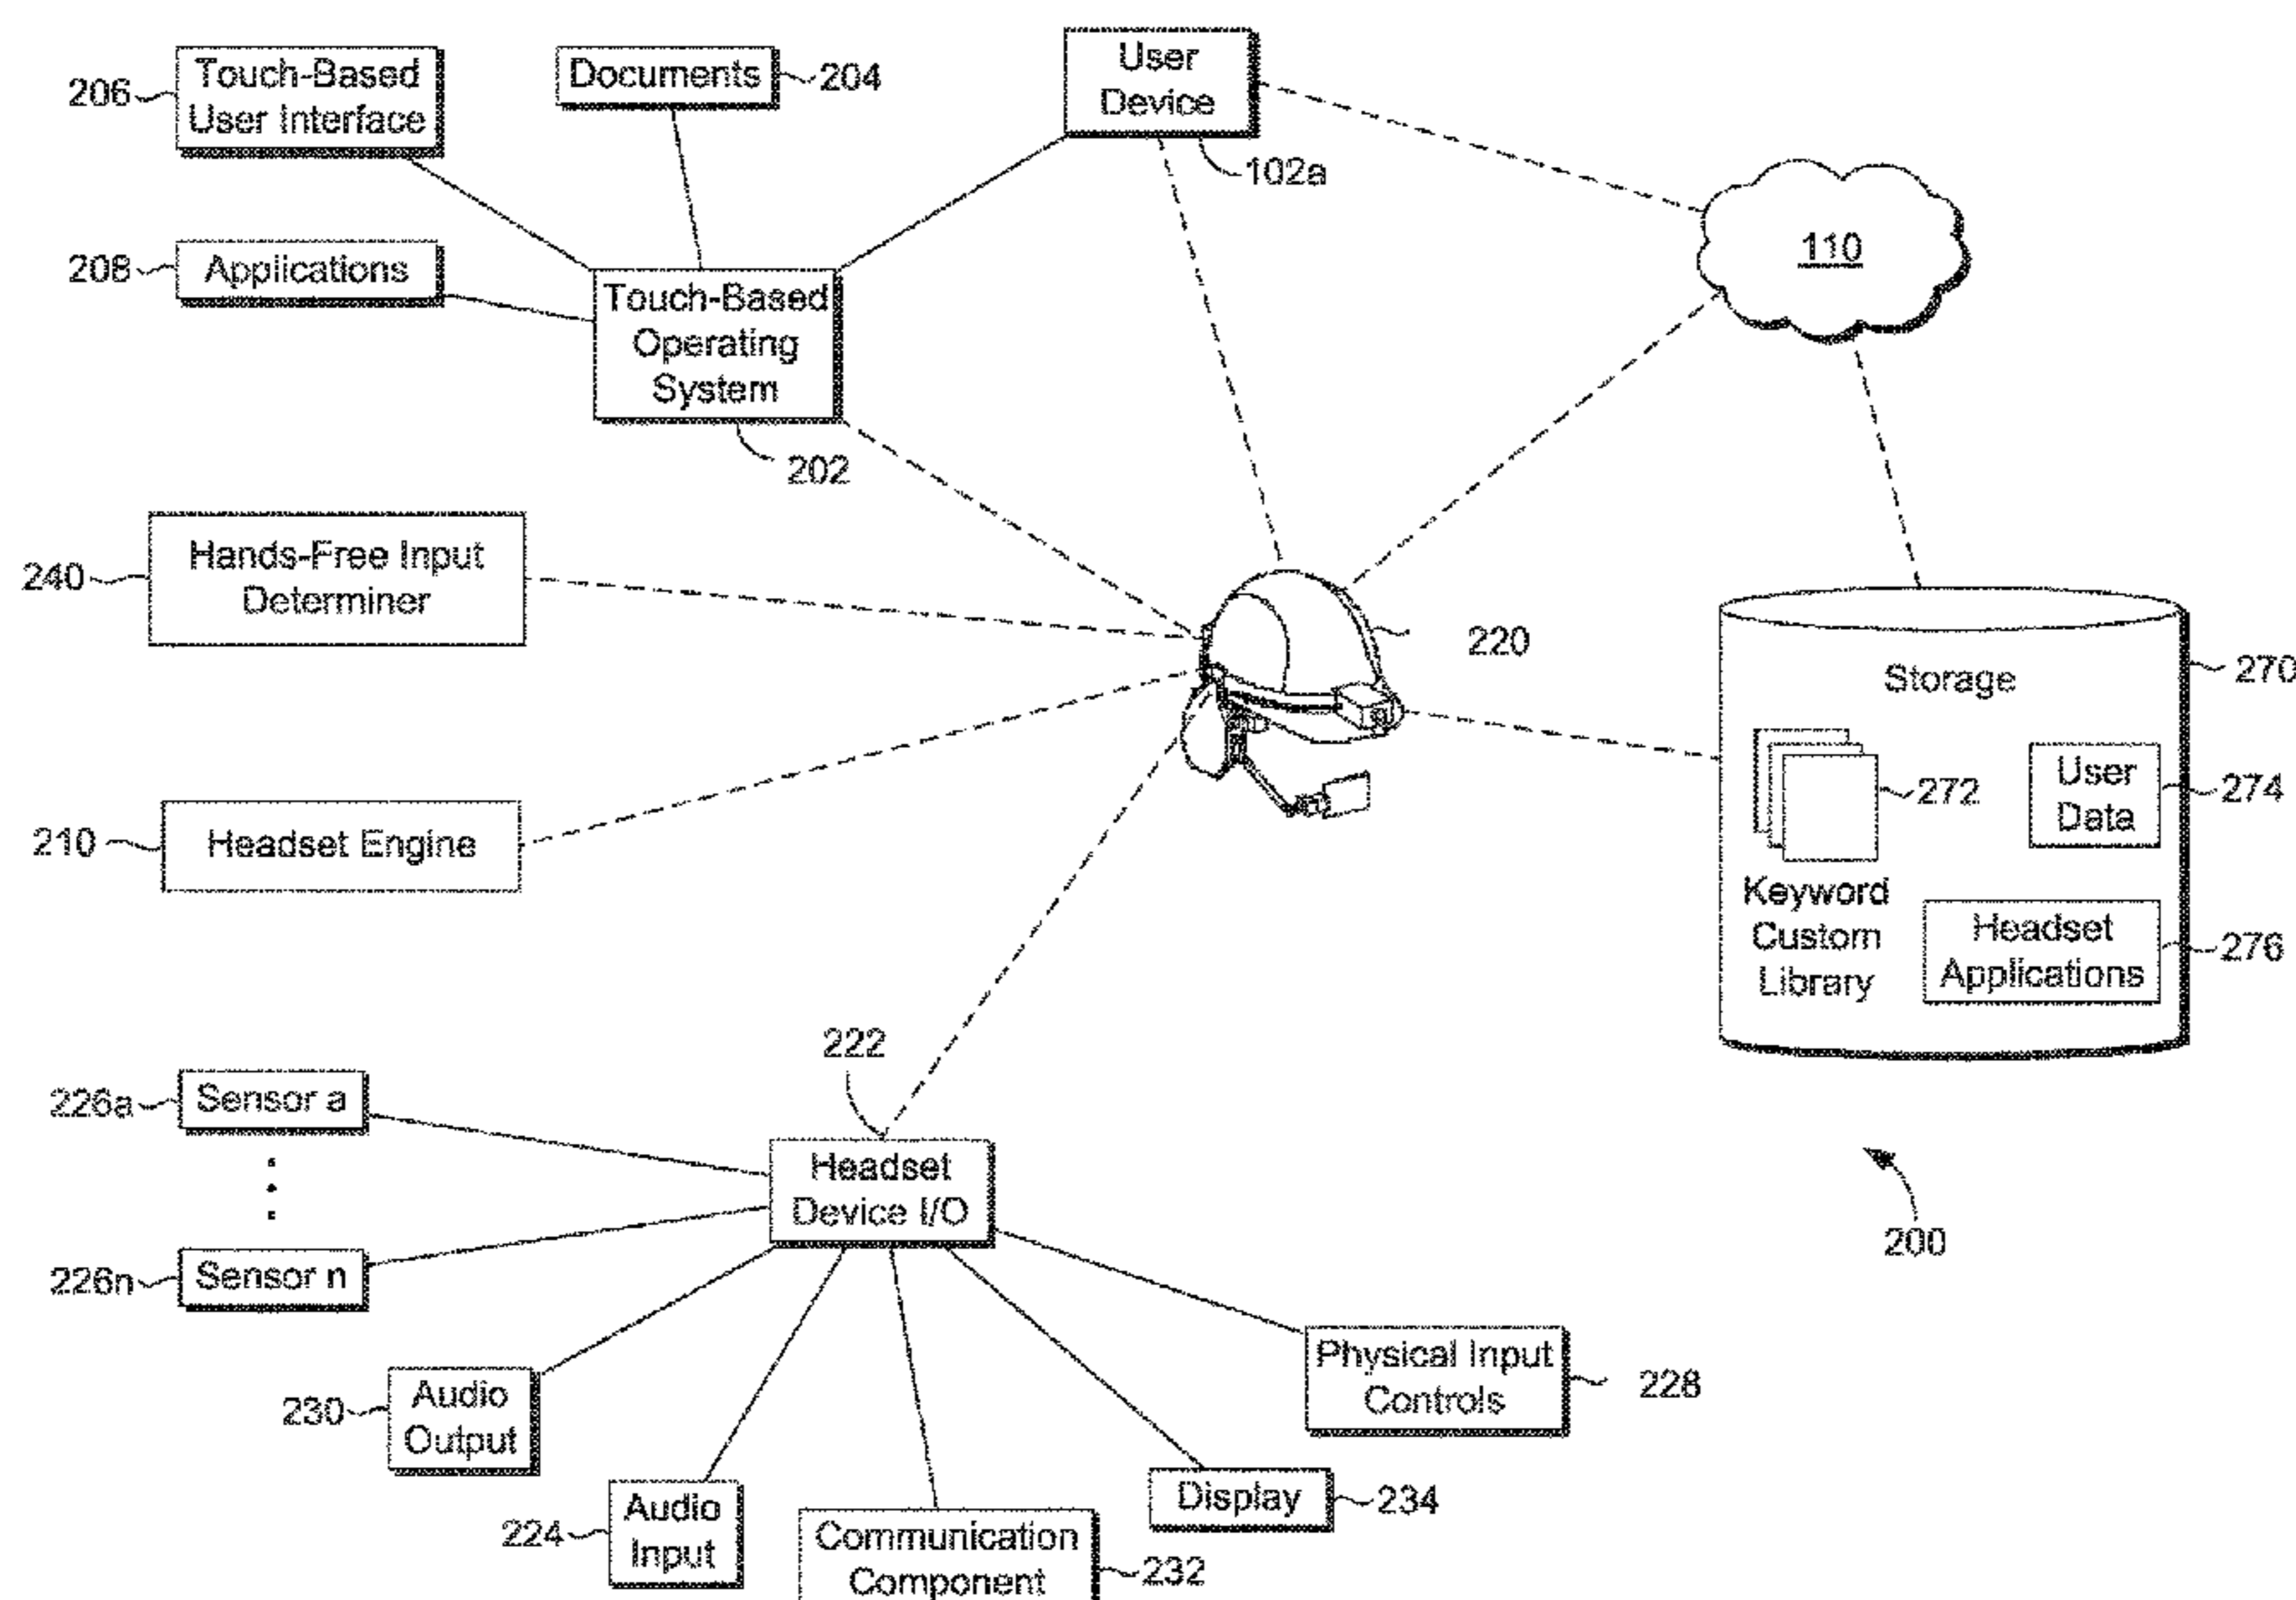 206
Touch-Based
User Interface
Documents
204
User
Device
102a
208
Applications
Touch-Based
Operating
System
202
110
240
Hands-Free Input
Determiner
220
210
Headset Engine
Storage
270
272
Keyword
Custom
Library
User
Data
274
Headset
Applications
276
222
226a
Sensor a
Headset
Device I/O
226n
Sensor n
200
230
Audio
Output
224
Audio
Input
Communication
Component
232
Display
234
Physical Input
Controls
228